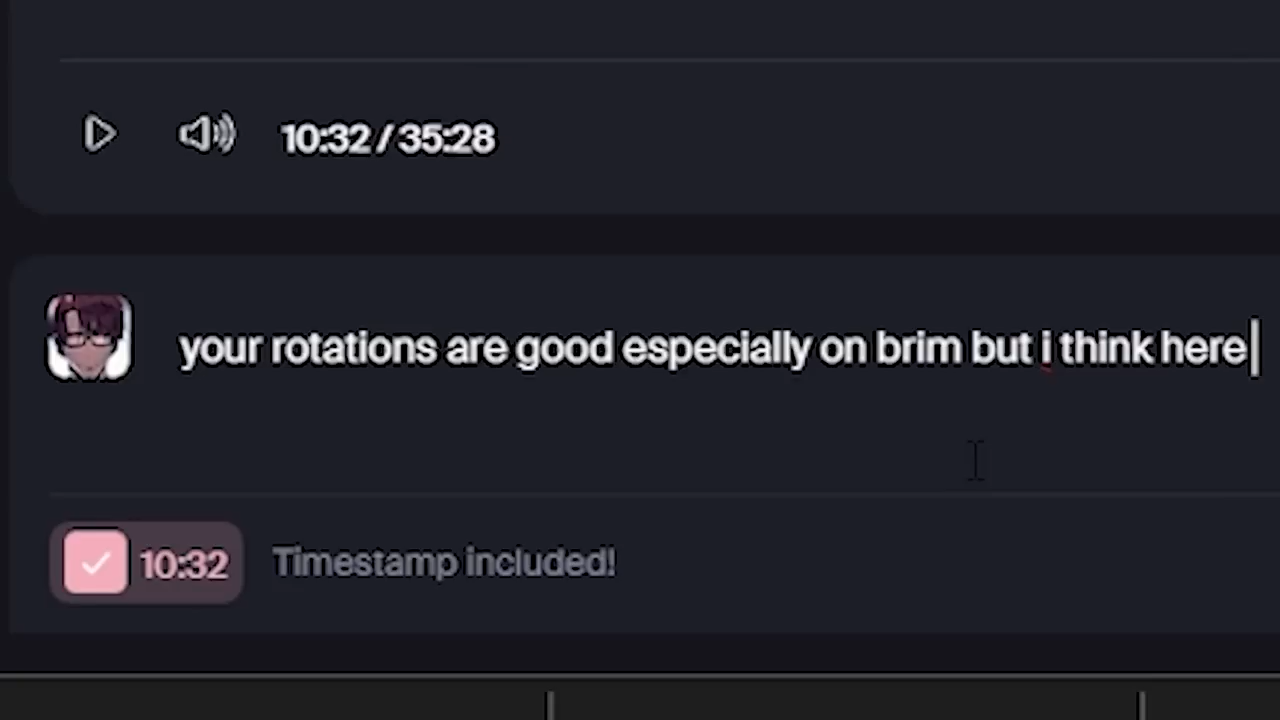 10:32 / 35:28
your rotations are good especially on brim but i think here
10:32 Timestamp included!